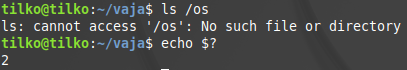 tilko@tilko:~/vaja$ ls /os
ls: cannot access '/os': No such file or directory
tilko@tilko:~/vaja$ echo $?
2